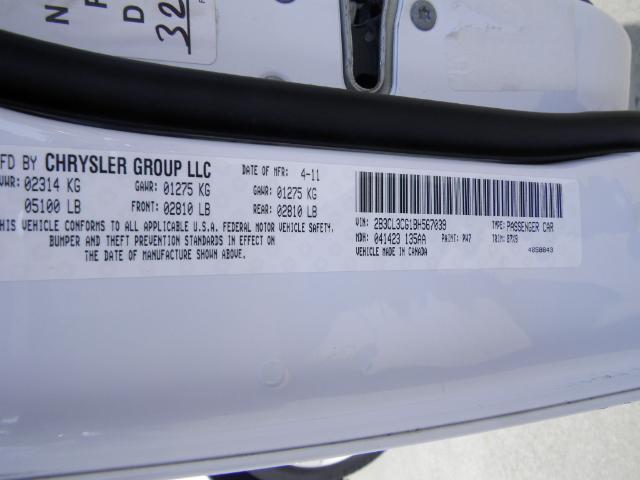 N
F
D
32
FD BY CHRYSLER GROUP LLC DATE OF MFR: 4-11
VWR: 02314 KG GAWR: 01275 KG GAWR: 01275 KG
05100 LB FRONT: 02810 LB REAR: 02810 LB
HIS VEHICLE CONFORMS TO ALL APPLICABLE U.S.A. FEDERAL MOTOR VEHICLE SAFETY,
BUMPER AND THEFT PREVENTION STANDARDS IN EFFECT ON
THE DATE OF MANUFACTURE SHOWN ABOVE.
VIN: 2B3CL3CG1BH567039 TYPE: PASSENGER CAR
MDH: 041423 135AA PAINT: PW7 TRIM: B7X9
VEHICLE MADE IN CANADA 4858843